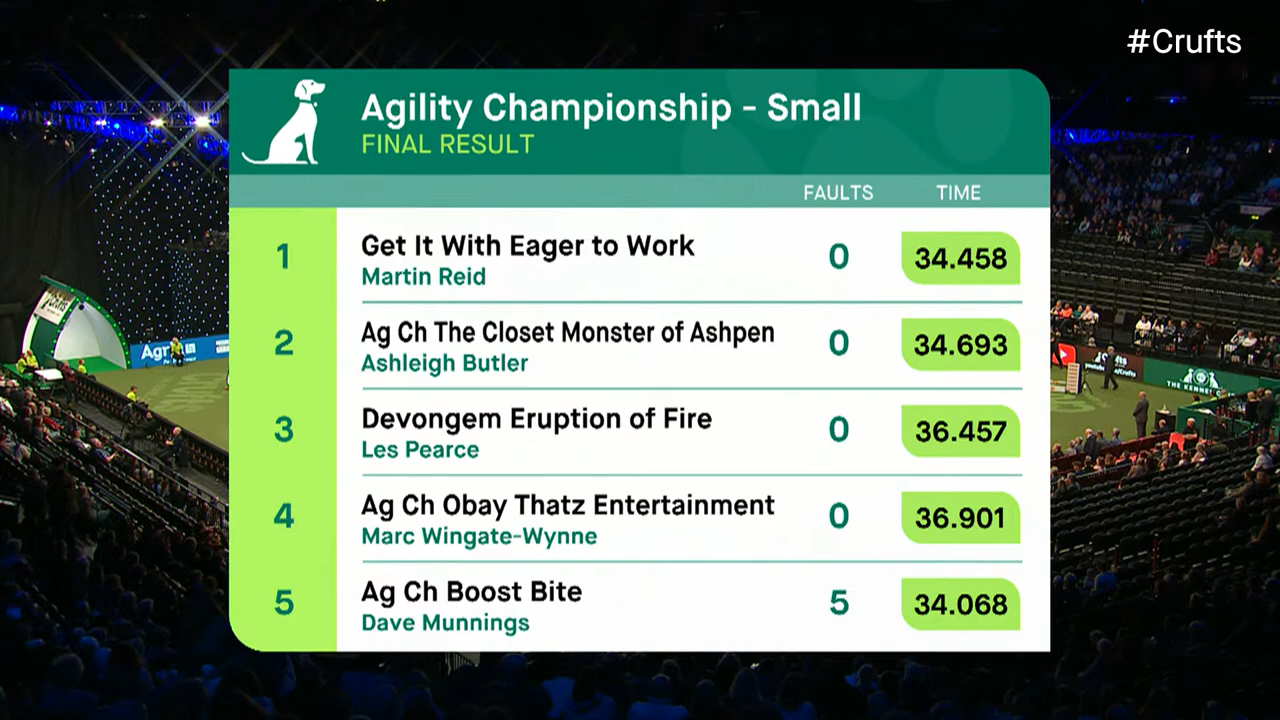 #Crufts
Agility Championship - Small
FINAL RESULT
FAULTS TIME
1 Get It With Eager to Work 0 34.458
Martin Reid
2 Ag Ch The Closet Monster of Ashpen 0 34.693
Ashleigh Butler
3 Devongem Eruption of Fire 0 36.457
Les Pearce
4 Ag Ch Obay Thatz Entertainment 0 36.901
Marc Wingate-Wynne
5 Ag Ch Boost Bite 5 34.068
Dave Munnings
Agri
THE KENNEL